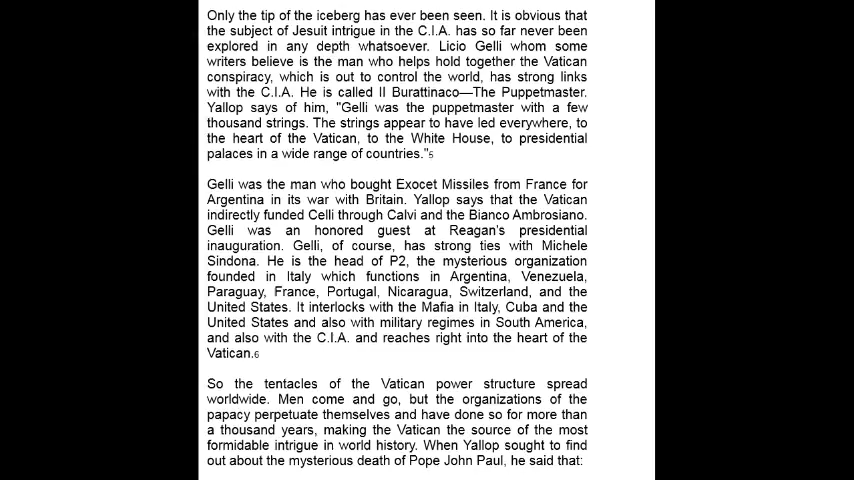 Only the tip of the iceberg has ever been seen. It is obvious that
the subject of Jesuit intrigue in the C.I.A. has so far never been
explored in any depth whatsoever. Licio Gelli whom some
writers believe is the man who helps hold together the Vatican
conspiracy, which is out to control the world, has strong links
with the C.I.A. He is called II Burattinaco—The Puppetmaster.
Yallop says of him, "Gelli was the puppetmaster with a few
thousand strings. The strings appear to have led everywhere, to
the heart of the Vatican, to the White House, to presidential
palaces in a wide range of countries."5
Gelli was the man who bought Exocet Missiles from France for
Argentina in its war with Britain. Yallop says that the Vatican
indirectly funded Celli through Calvi and the Bianco Ambrosiano.
Gelli was an honored guest at Reagan's presidential
inauguration. Gelli, of course, has strong ties with Michele
Sindona. He is the head of P2, the mysterious organization
founded in Italy which functions in Argentina, Venezuela,
Paraguay, France, Portugal, Nicaragua, Switzerland, and the
United States. It interlocks with the Mafia in Italy, Cuba and the
United States and also with military regimes in South America,
and also with the C.I.A. and reaches right into the heart of the
Vatican.6
So the tentacles of the Vatican power structure spread
worldwide. Men come and go, but the organizations of the
papacy perpetuate themselves and have done so for more than
a thousand years, making the Vatican the source of the most
formidable intrigue in world history. When Yallop sought to find
out about the mysterious death of Pope John Paul, he said that: